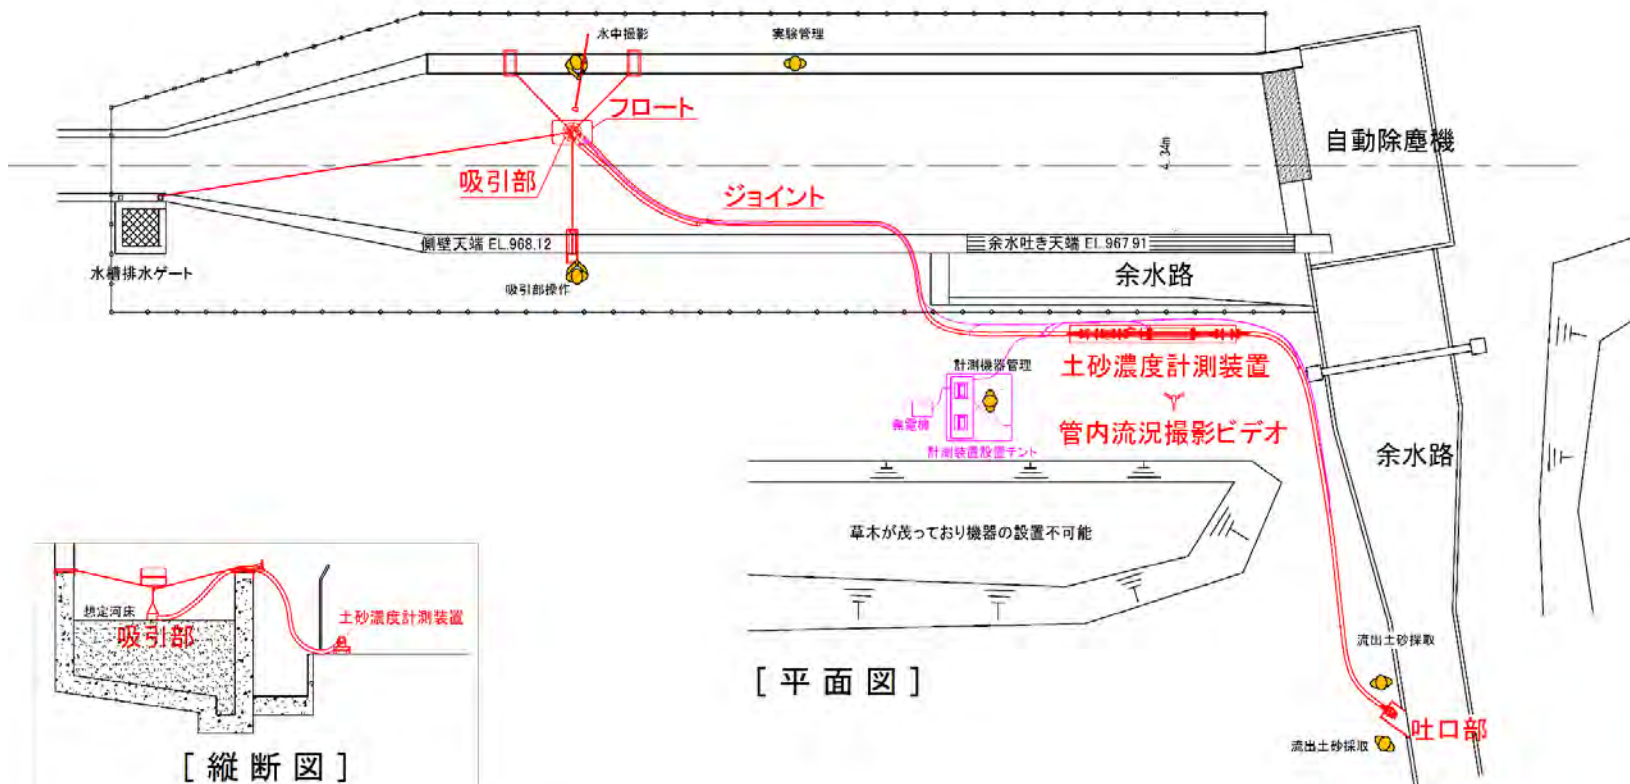 水中撮影
実験管理
フロート
自動除塵機
4.34m
吸引部
ジョイント
側壁天端 EL.968.12
余水吐き天端 EL.967.91
水槽排水ゲート
吸引部操作
余水路
計測機器管理
土砂濃度計測装置
発電機
管内流況撮影ビデオ
計測装置設置テント
余水路
草木が茂っており機器の設置不可能
想定河床
吸引部
土砂濃度計測装置
流出土砂採取
[平面図]
吐口部
流出土砂採取
[縦断図]